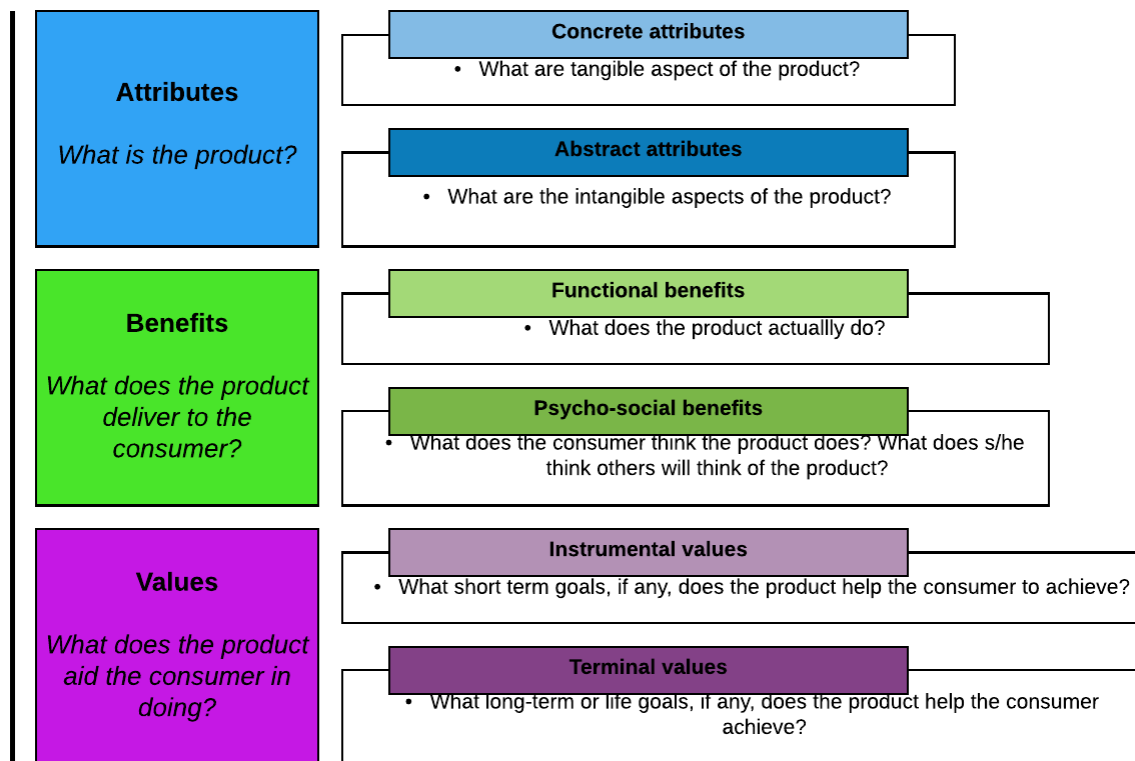 Attributes
What is the product?
Concrete attributes
• What are tangible aspect of the product?
Abstract attributes
• What are the intangible aspects of the product?
Benefits
What does the product
deliver to the
consumer?
Functional benefits
• What does the product actuallly do?
Psycho-social benefits
• What does the consumer think the product does? What does s/he
think others will think of the product?
Values
What does the product
aid the consumer in
doing?
Instrumental values
• What short term goals, if any, does the product help the consumer to achieve?
Terminal values
• What long-term or life goals, if any, does the product help the consumer
achieve?